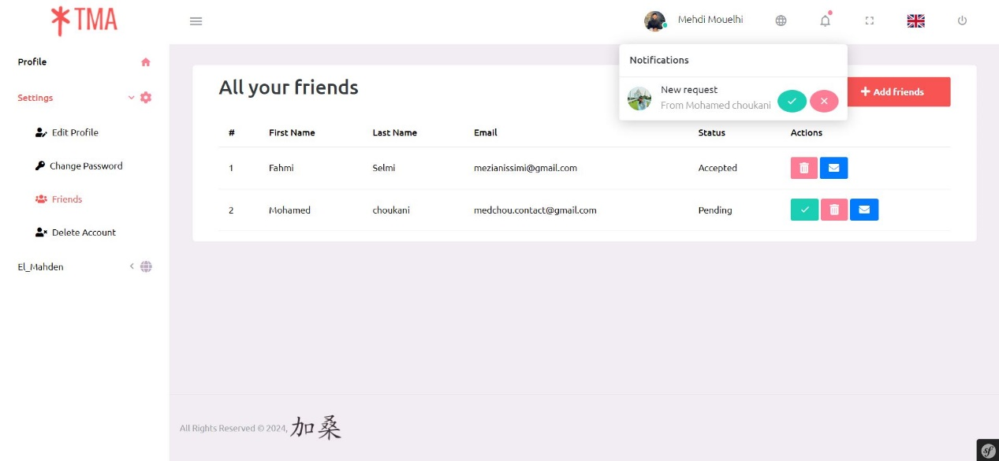 TMA
Mehdi Mouelhi
Profile
Settings
Edit Profile
Change Password
Friends
Delete Account
El_Mahden
Notifications
New request
From Mohamed choukani
All your friends
Add friends
# First Name Last Name Email Status Actions
1 Fahmi Selmi mezianissimi@gmail.com Accepted
2 Mohamed choukani medchou.contact@gmail.com Pending
All Rights Reserved © 2024, 加桑
sf